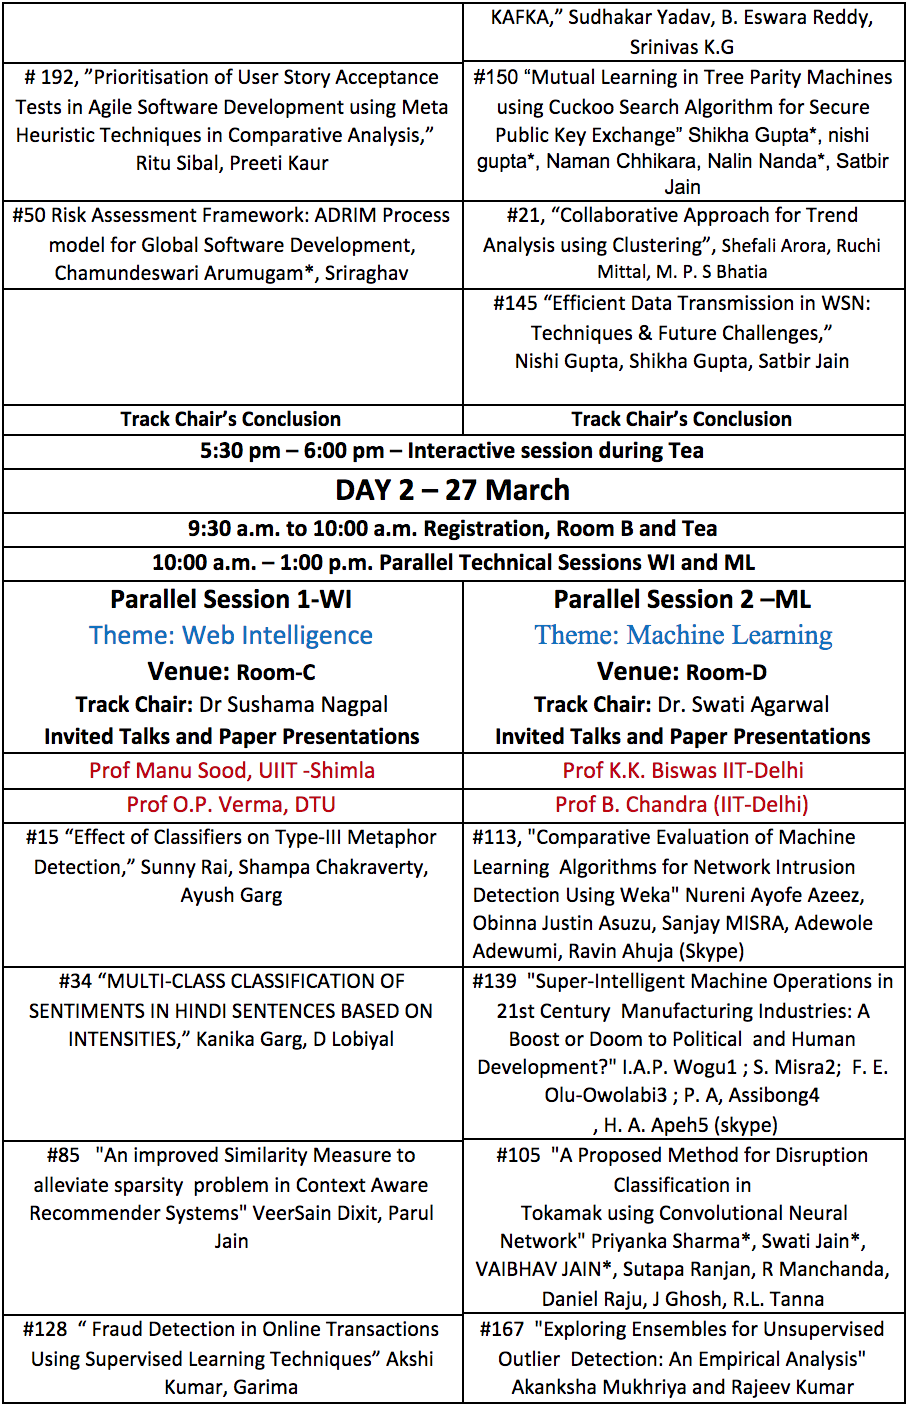 KAFKA,” Sudhakar Yadav, B. Eswara Reddy,
Srinivas K.G
# 192, ”Prioritisation of User Story Acceptance
Tests in Agile Software Development using Meta
Heuristic Techniques in Comparative Analysis,”
Ritu Sibal, Preeti Kaur
#150 “Mutual Learning in Tree Parity Machines
using Cuckoo Search Algorithm for Secure
Public Key Exchange” Shikha Gupta*, nishi
gupta*, Naman Chhikara, Nalin Nanda*, Satbir
Jain
#50 Risk Assessment Framework: ADRIM Process
model for Global Software Development,
Chamundeswari Arumugam*, Sriraghav
#21, “Collaborative Approach for Trend
Analysis using Clustering”, Shefali Arora, Ruchi
Mittal, M. P. S Bhatia
#145 “Efficient Data Transmission in WSN:
Techniques & Future Challenges,”
Nishi Gupta, Shikha Gupta, Satbir Jain
Track Chair’s Conclusion
Track Chair’s Conclusion
5:30 pm – 6:00 pm – Interactive session during Tea
DAY 2 – 27 March
9:30 a.m. to 10:00 a.m. Registration, Room B and Tea
10:00 a.m. – 1:00 p.m. Parallel Technical Sessions WI and ML
Parallel Session 1-WI
Theme: Web Intelligence
Venue: Room-C
Track Chair: Dr Sushama Nagpal
Invited Talks and Paper Presentations
Parallel Session 2 –ML
Theme: Machine Learning
Venue: Room-D
Track Chair: Dr. Swati Agarwal
Invited Talks and Paper Presentations
Prof Manu Sood, UIIT -Shimla
Prof K.K. Biswas IIT-Delhi
Prof O.P. Verma, DTU
Prof B. Chandra (IIT-Delhi)
#15 “Effect of Classifiers on Type-III Metaphor
Detection,” Sunny Rai, Shampa Chakraverty,
Ayush Garg
#113, "Comparative Evaluation of Machine
Learning  Algorithms for Network Intrusion
Detection Using Weka" Nureni Ayofe Azeez,
Obinna Justin Asuzu, Sanjay MISRA, Adewole
Adewumi, Ravin Ahuja (Skype)
#34 “MULTI-CLASS CLASSIFICATION OF
SENTIMENTS IN HINDI SENTENCES BASED ON
INTENSITIES,” Kanika Garg, D Lobiyal
#139  "Super-Intelligent Machine Operations in
21st Century  Manufacturing Industries: A
Boost or Doom to Political  and Human
Development?" I.A.P. Wogu1 ; S. Misra2;  F. E.
Olu-Owolabi3 ; P. A, Assibong4
, H. A. Apeh5 (skype)
#85   "An improved Similarity Measure to
alleviate sparsity  problem in Context Aware
Recommender Systems" VeerSain Dixit, Parul
Jain
#105  "A Proposed Method for Disruption
Classification in
Tokamak using Convolutional Neural
Network" Priyanka Sharma*, Swati Jain*,
VAIBHAV JAIN*, Sutapa Ranjan, R Manchanda,
Daniel Raju, J Ghosh, R.L. Tanna
#128  “ Fraud Detection in Online Transactions
Using Supervised Learning Techniques” Akshi
Kumar, Garima
#167  "Exploring Ensembles for Unsupervised
Outlier  Detection: An Empirical Analysis"
Akanksha Mukhriya and Rajeev Kumar